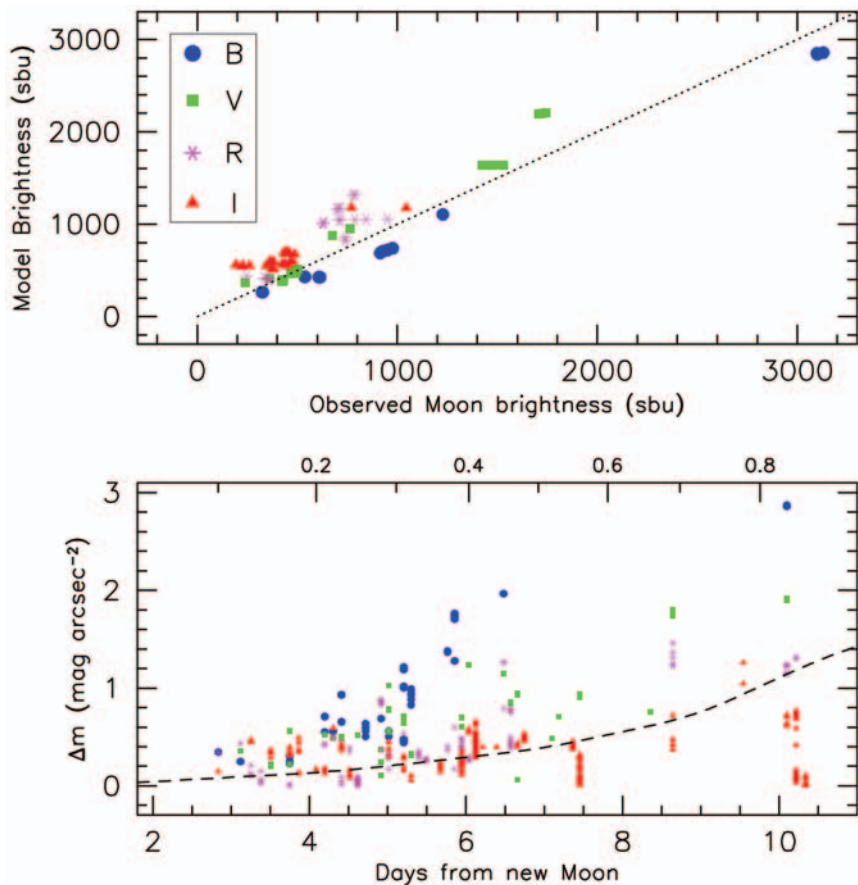 3000
2000
1000
0
Model Brightness (sbu)
B
V
R
I
0 1000 2000 3000
Observed Moon brightness (sbu)
0.2 0.4 0.6 0.8
3
2
1
0
Δm (mag arcsec⁻²)
2 4 6 8 10
Days from new Moon